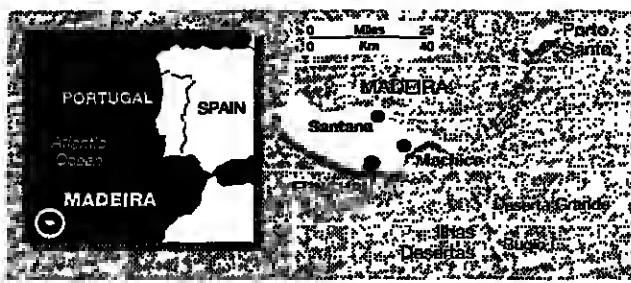 PORTUGAL
SPAIN
Atlantic
Ocean
MADEIRA
0 Miles 25
0 Km 40
Porto
Santo
MADEIRA
Santana
Machico
Deserta Grande
Ilhas
Desertas
Bugio